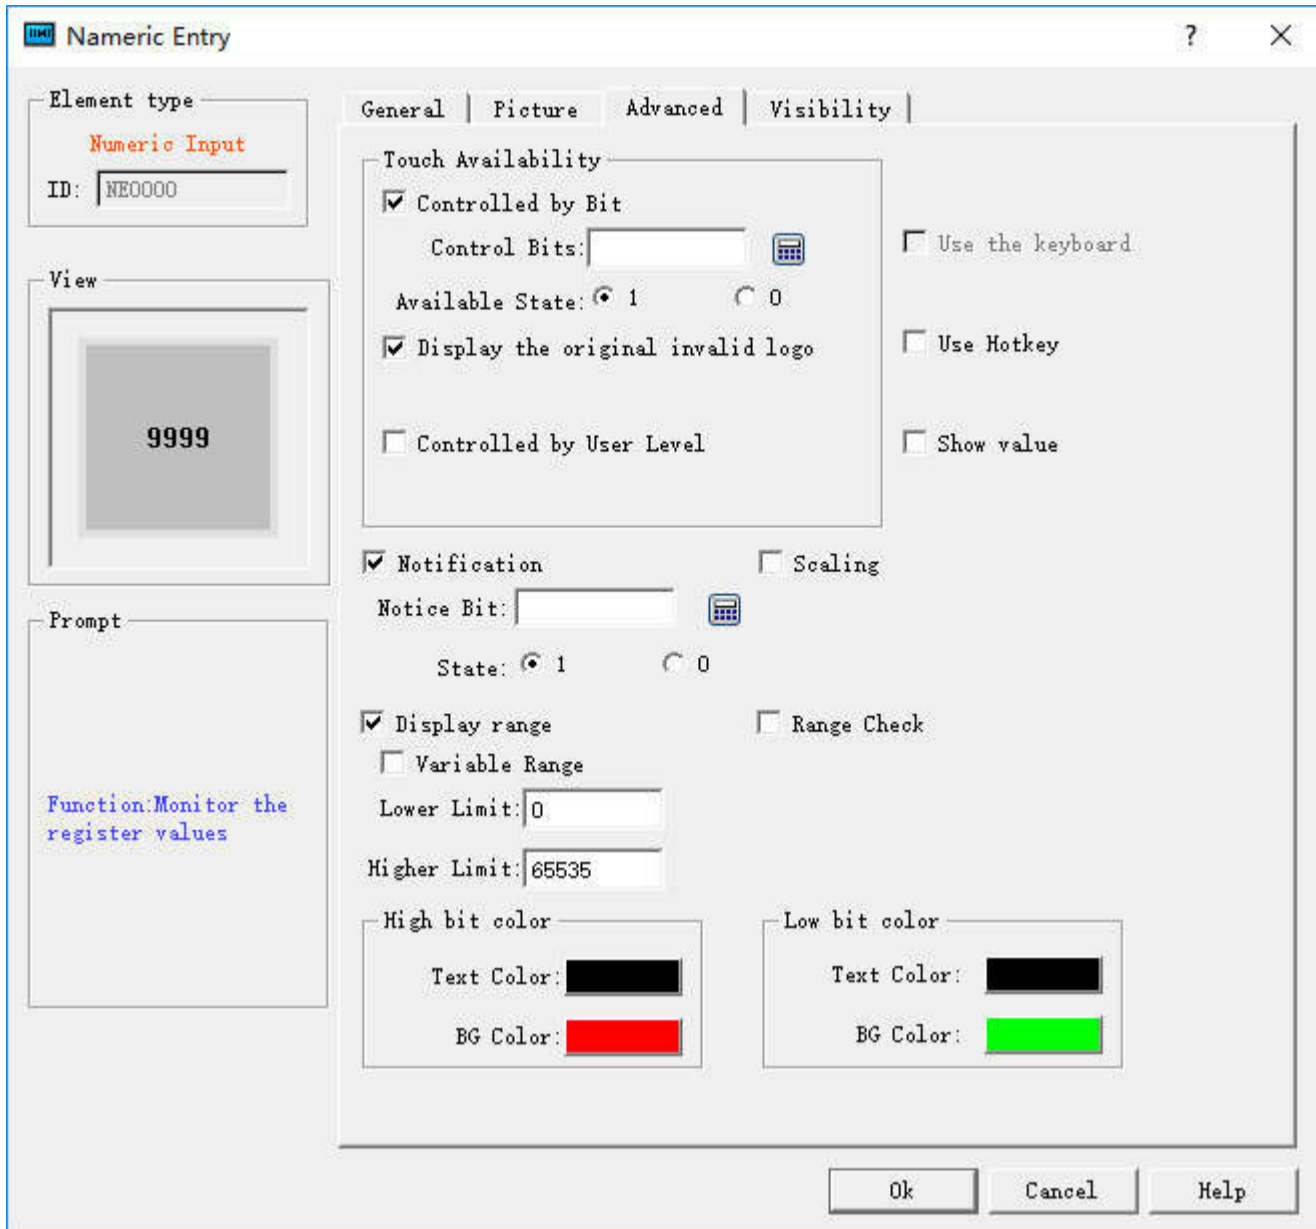 Nameric Entry
?
Element type
Numeric Input
ID: NE0000
View
9999
Prompt
Function:Monitor the
register values
General
Picture
Advanced
Visibility
Touch Availability
Controlled by Bit
Control Bits:
Available State: 1 0
Display the original invalid logo
Controlled by User Level
Use the keyboard
Use Hotkey
Show value
Notification
Scaling
Notice Bit:
State: 1 0
Display range
Range Check
Variable Range
Lower Limit: 0
Higher Limit: 65535
High bit color
Text Color:
BG Color:
Low bit color
Text Color:
BG Color:
Ok
Cancel
Help